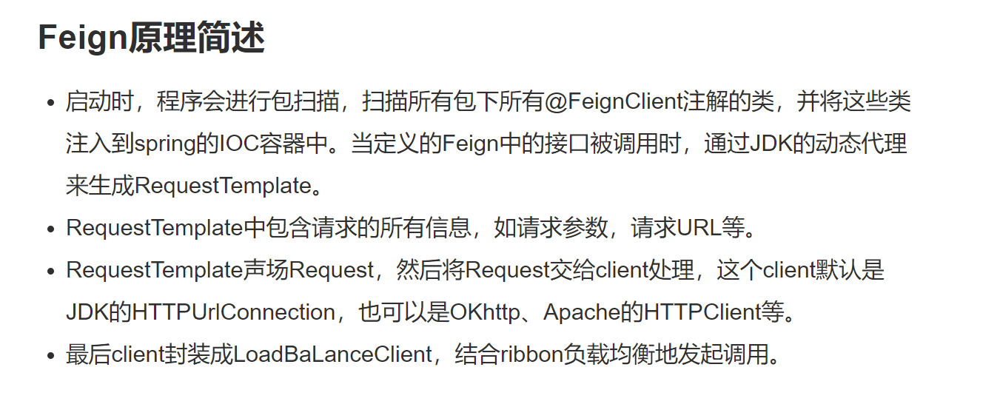 Feign原理简述
• 启动时，程序会进行包扫描，扫描所有包下所有@FeignClient注解的类，并将这些类
注入到spring的IOC容器中。当定义的Feign中的接口被调用时，通过JDK的动态代理
来生成RequestTemplate。
• RequestTemplate中包含请求的所有信息，如请求参数，请求URL等。
• RequestTemplate声场Request，然后将Request交给client处理，这个client默认是
JDK的HTTPUrlConnection，也可以是OKhttp、Apache的HTTPClient等。
• 最后client封装成LoadBaLanceClient，结合ribbon负载均衡地发起调用。